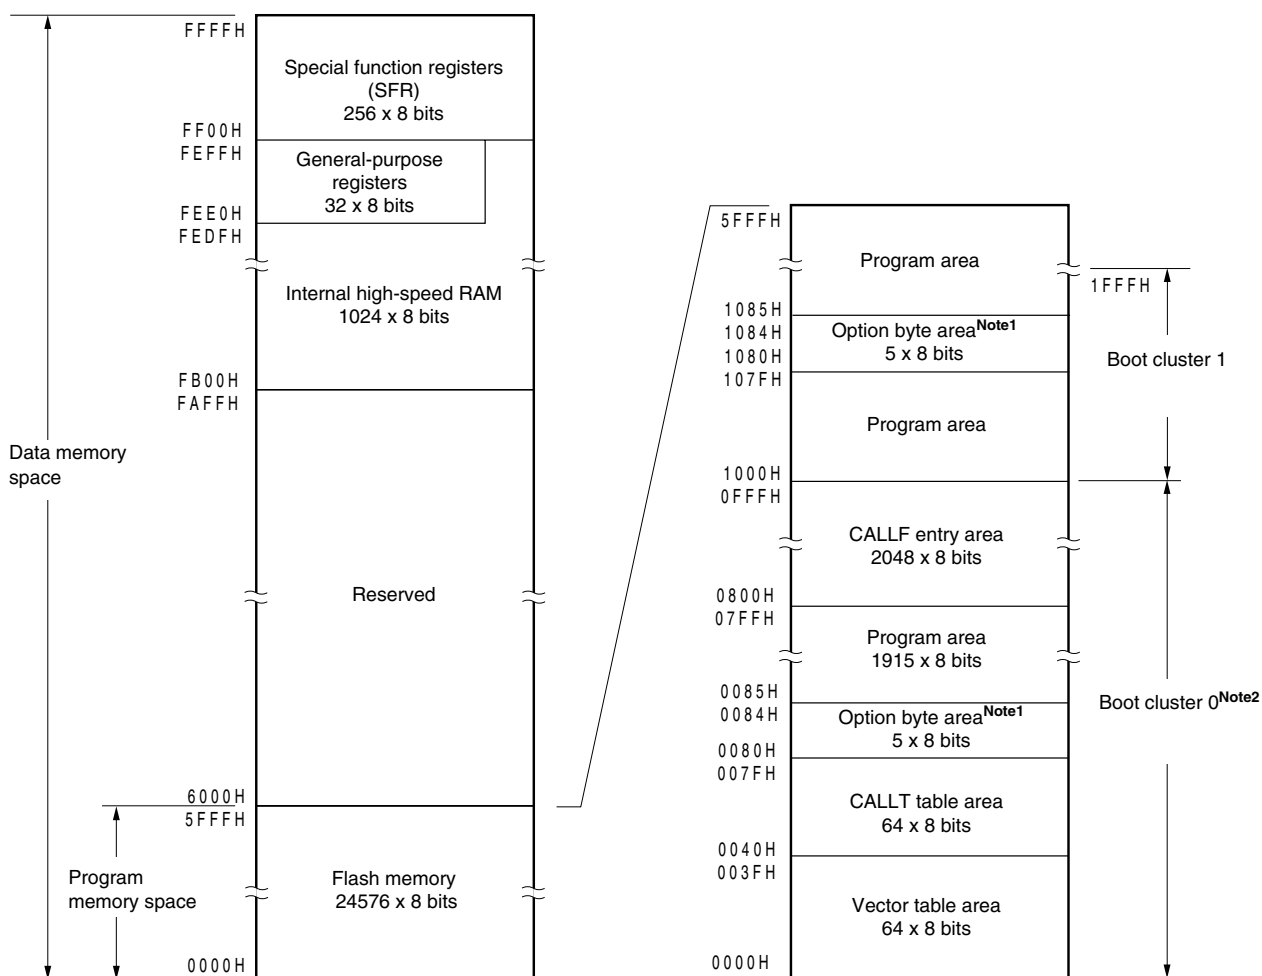 FFFFH
Special function registers
(SFR)
256 x 8 bits
FF00H
FEFFH
General-purpose
registers
32 x 8 bits
FEE0H
FEDFH
Internal high-speed RAM
1024 x 8 bits
FB00H
FAFFH
Data memory
space
Reserved
6000H
5FFFH
Program
memory space
Flash memory
24576 x 8 bits
0000H
5FFFH
Program area
1FFFH
1085H
1084H
Option byte areaNote1
5 x 8 bits
1080H
107FH
Boot cluster 1
Program area
1000H
0FFFH
CALLF entry area
2048 x 8 bits
0800H
07FFH
Program area
1915 x 8 bits
0085H
0084H
Option byte areaNote1
5 x 8 bits
Boot cluster 0Note2
0080H
007FH
CALLT table area
64 x 8 bits
0040H
003FH
Vector table area
64 x 8 bits
0000H